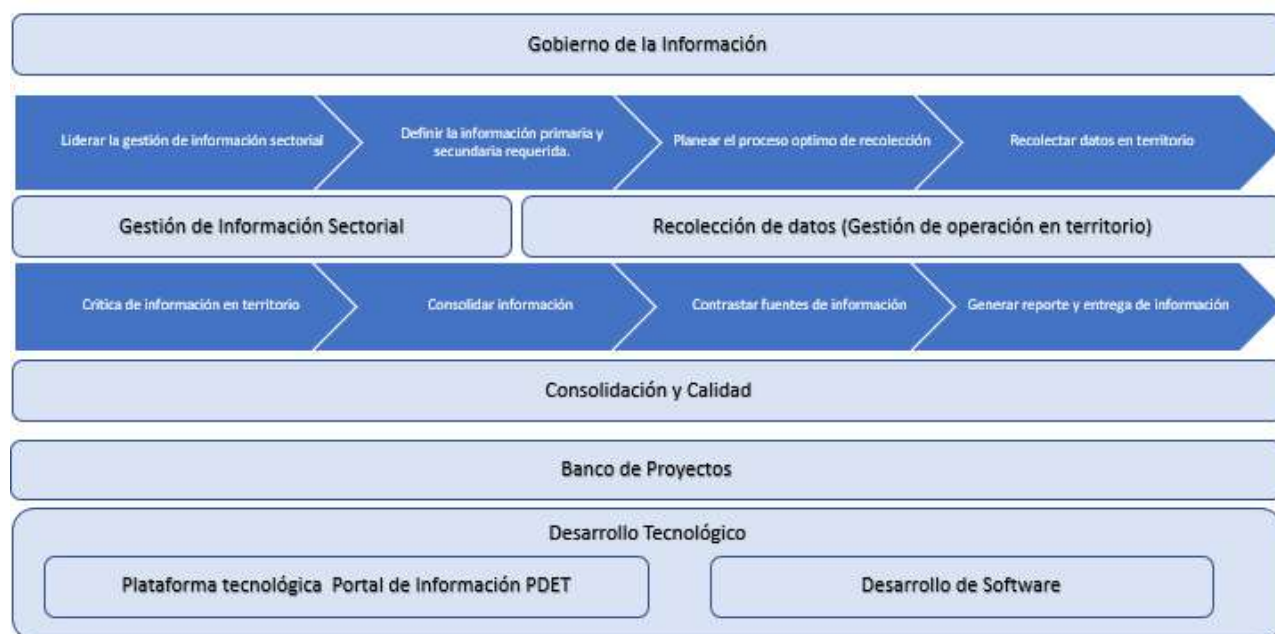 Gobierno de la Información
Liderar la gestión de información sectorial
Definir la información primaria y
secundaria requerida.
Planear el proceso optimo de recolección
Recolectar datos en territorio
Gestión de Información Sectorial
Recolección de datos (Gestión de operación en territorio)
Critica de información en territorio
Consolidar información
Contrastar fuentes de información
Generar reporte y entrega de información
Consolidación y Calidad
Banco de Proyectos
Desarrollo Tecnológico
Plataforma tecnológica Portal de Información PDET
Desarrollo de Software